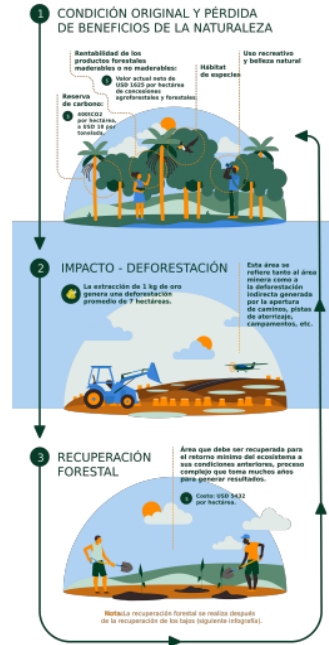 1
CONDICIÓN ORIGINAL Y PÉRDIDA
DE BENEFICIOS DE LA NATURALEZA
Rentabilidad de los
productos forestales
maderables o no maderables:
Valor actual neto de
USD 1625 por hectárea
de concesiones
agroforestales y forestales.
Hábitat
de especies
Uso recreativo
y belleza natural
Reserva
de carbono:
400tCO2
por hectárea,
a USD 18 por
tonelada.
2
IMPACTO - DEFORESTACIÓN
La extracción de 1 kg de oro
genera una deforestación
promedio de 7 hectáreas.
Esta área se
refiere tanto al área
minera como a
la deforestación
indirecta generada
por la apertura
de caminos, pistas
de aterrizaje,
campamentos, etc.
3
RECUPERACIÓN
FORESTAL
Área que debe ser recuperada para
el retorno mínimo del ecosistema a
sus condiciones anteriores, proceso
complejo que toma muchos años
para generar resultados.
Costo: USD 5432
por hectárea.
Nota: La recuperación forestal se realiza después
de la recuperación de los tajos (siguiente infografía).